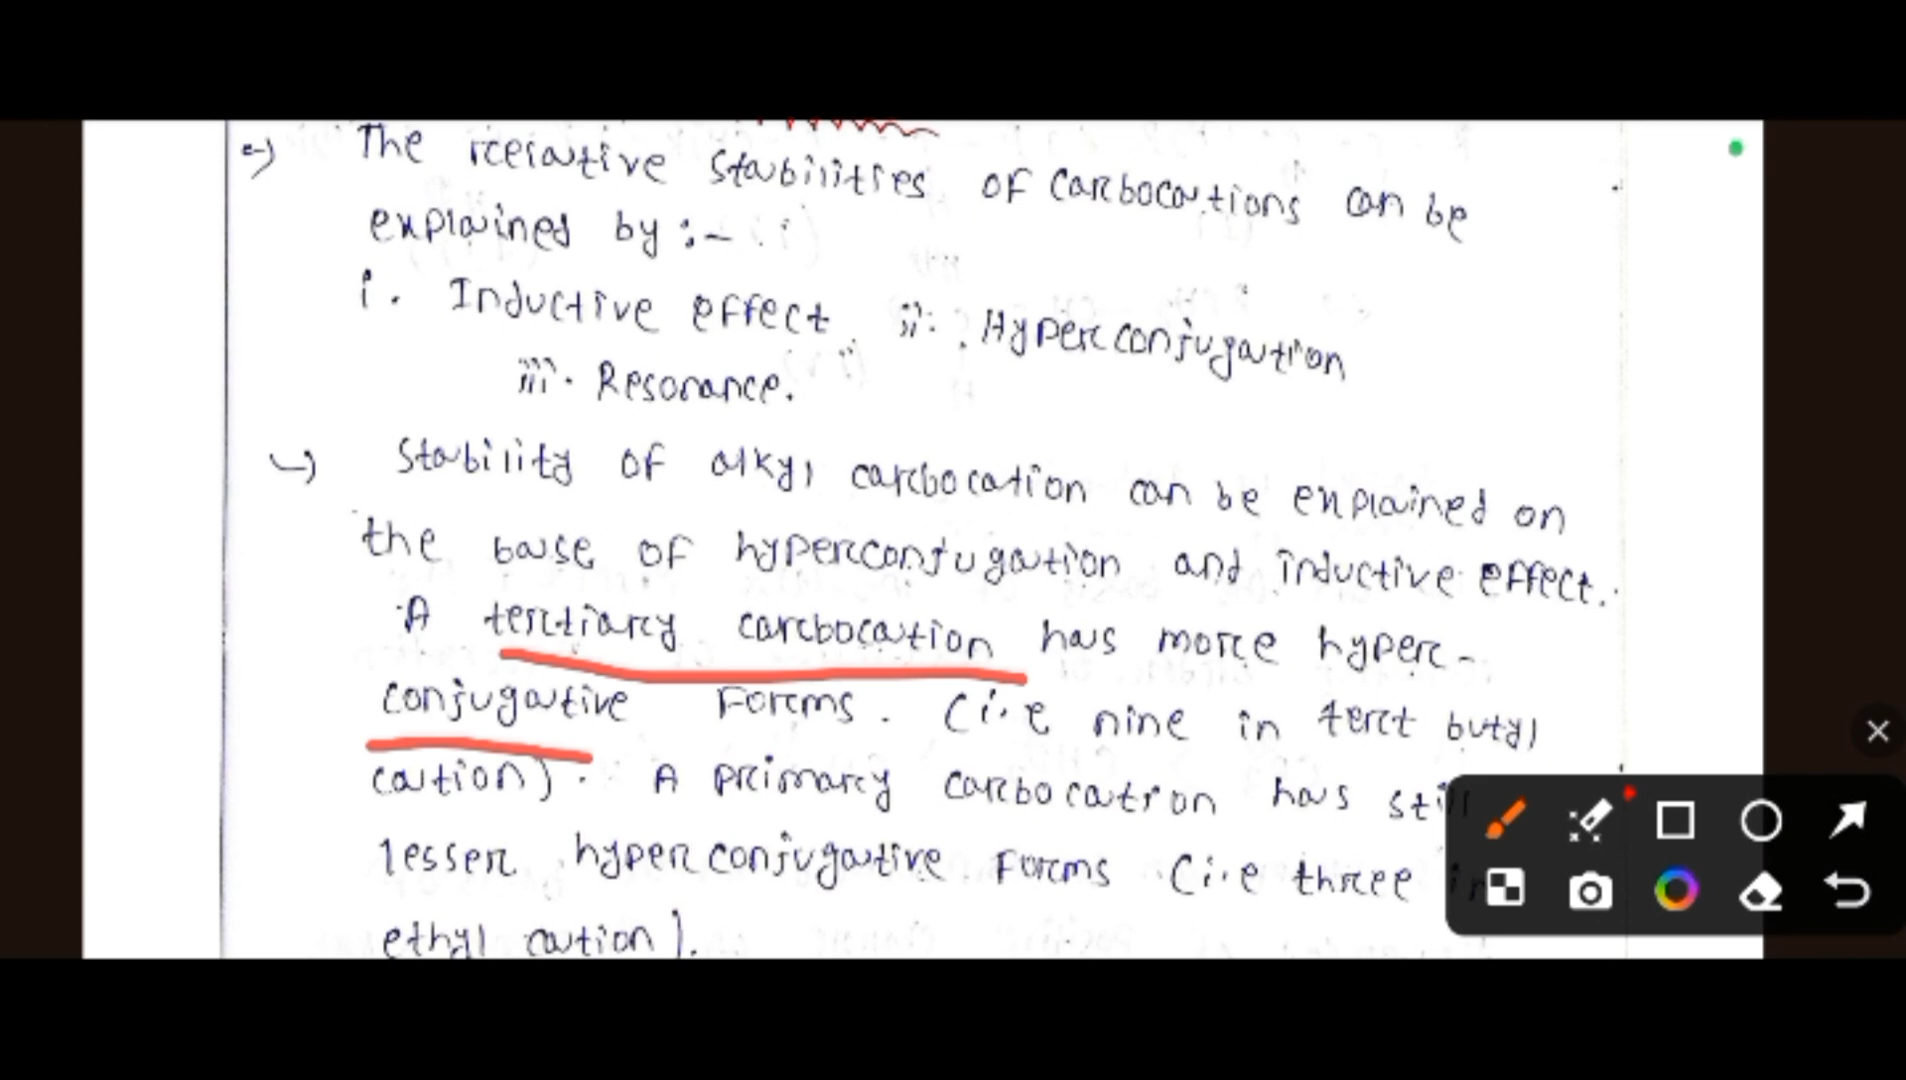 The relative stabilities of carbocations can be
explained by :-
i. Inductive effect ii. Hyperconjugation
iii. Resonance.
Stability of alkyl carbocation can be explained on
the base of hyperconjugation and inductive effect.
A tertiary carbocation has more hyper-
conjugative forms. (i.e nine in tert butyl
cation). A primary carbocation has still
lesser hyperconjugative forms (i.e three in
ethyl cation).